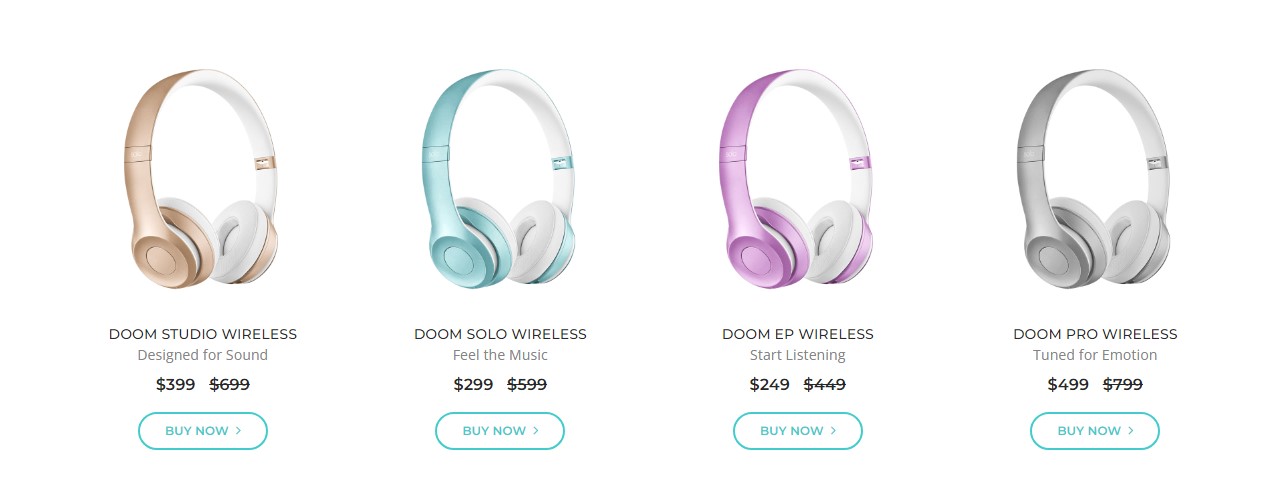 DOOM STUDIO WIRELESS
Designed for Sound
$399 $699
BUY NOW >
DOOM SOLO WIRELESS
Feel the Music
$299 $599
BUY NOW >
DOOM EP WIRELESS
Start Listening
$249 $449
BUY NOW >
DOOM PRO WIRELESS
Tuned for Emotion
$499 $799
BUY NOW >